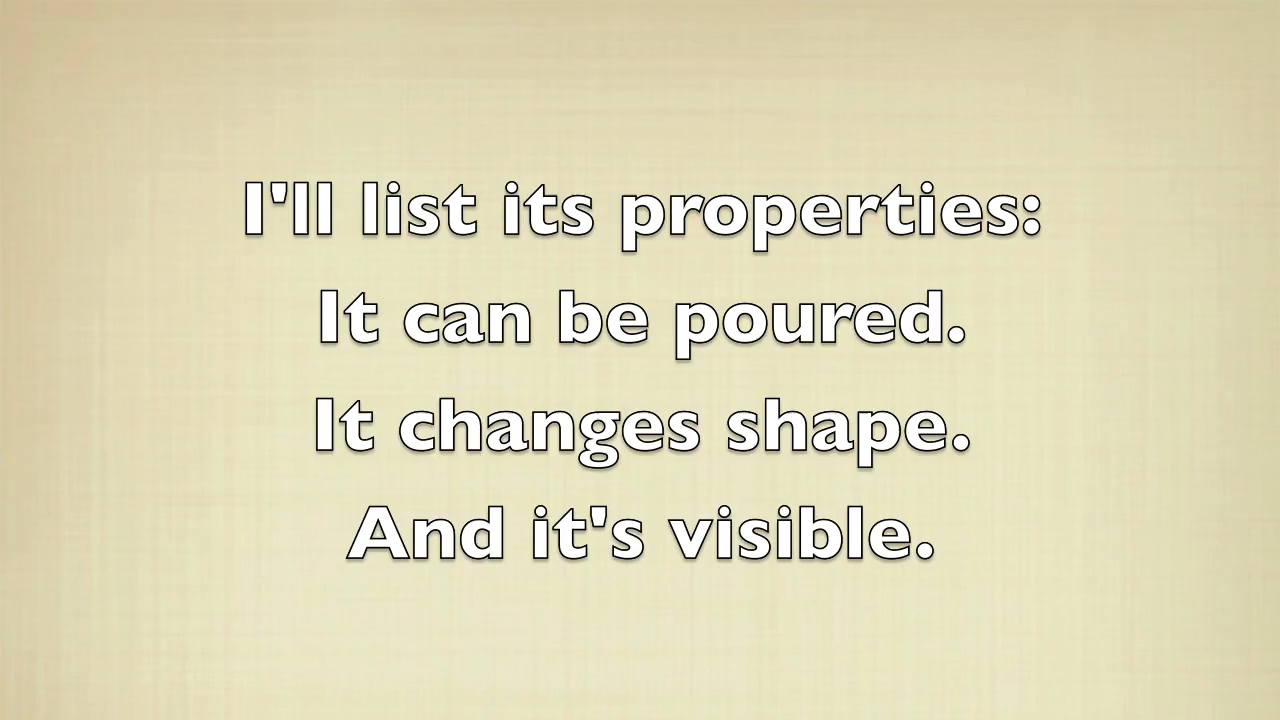 I'll list its properties:
It can be poured.
It changes shape.
And it's visible.